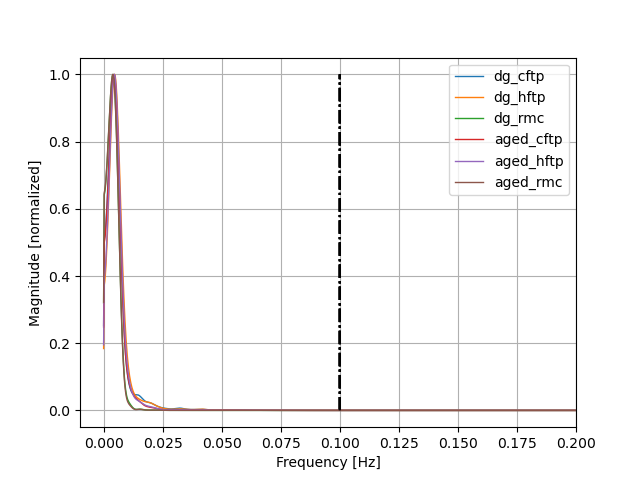 dg_cftp
dg_hftp
dg_rmc
aged_cftp
aged_hftp
aged_rmc
Magnitude [normalized]
1.0
0.8
0.6
0.4
0.2
0.0
0.000 0.025 0.050 0.075 0.100 0.125 0.150 0.175 0.200
Frequency [Hz]